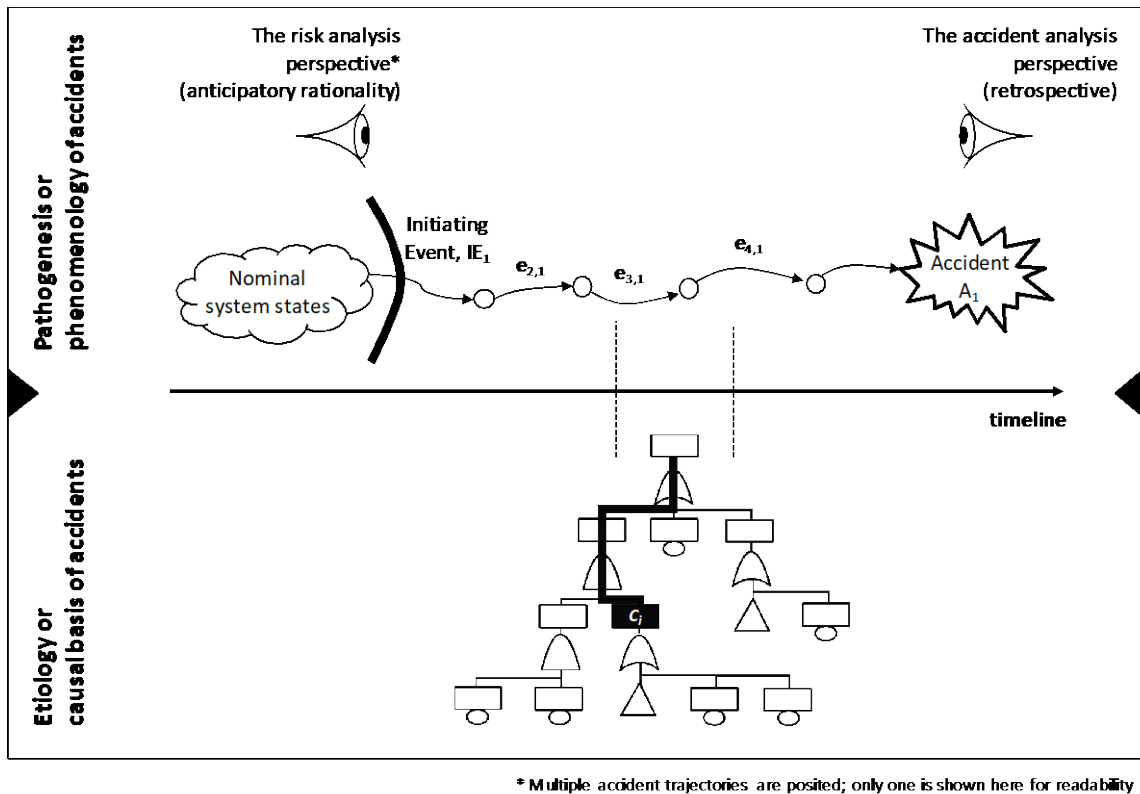 The risk analysis
perspective*
(anticipatory rationality)
The accident analysis
perspective
(retrospective)
Pathogenesis or
phenomenology of accidents
Initiating
Event, IE1
e2,1
e3,1
e4,1
Nominal
system states
Accident
A1
timeline
Etiology or
causal basis of accidents
Ci
* Multiple accident trajectories are posited; only one is shown here for readability